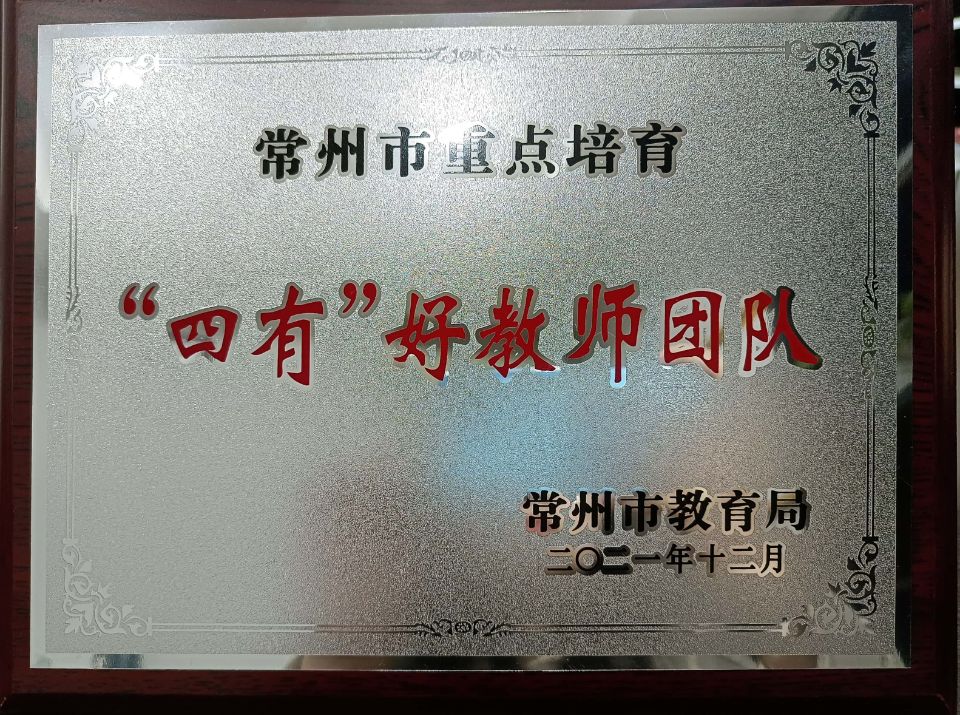 常州市重点培育
“四有”好教师团队
常州市教育局
二〇二一年十二月